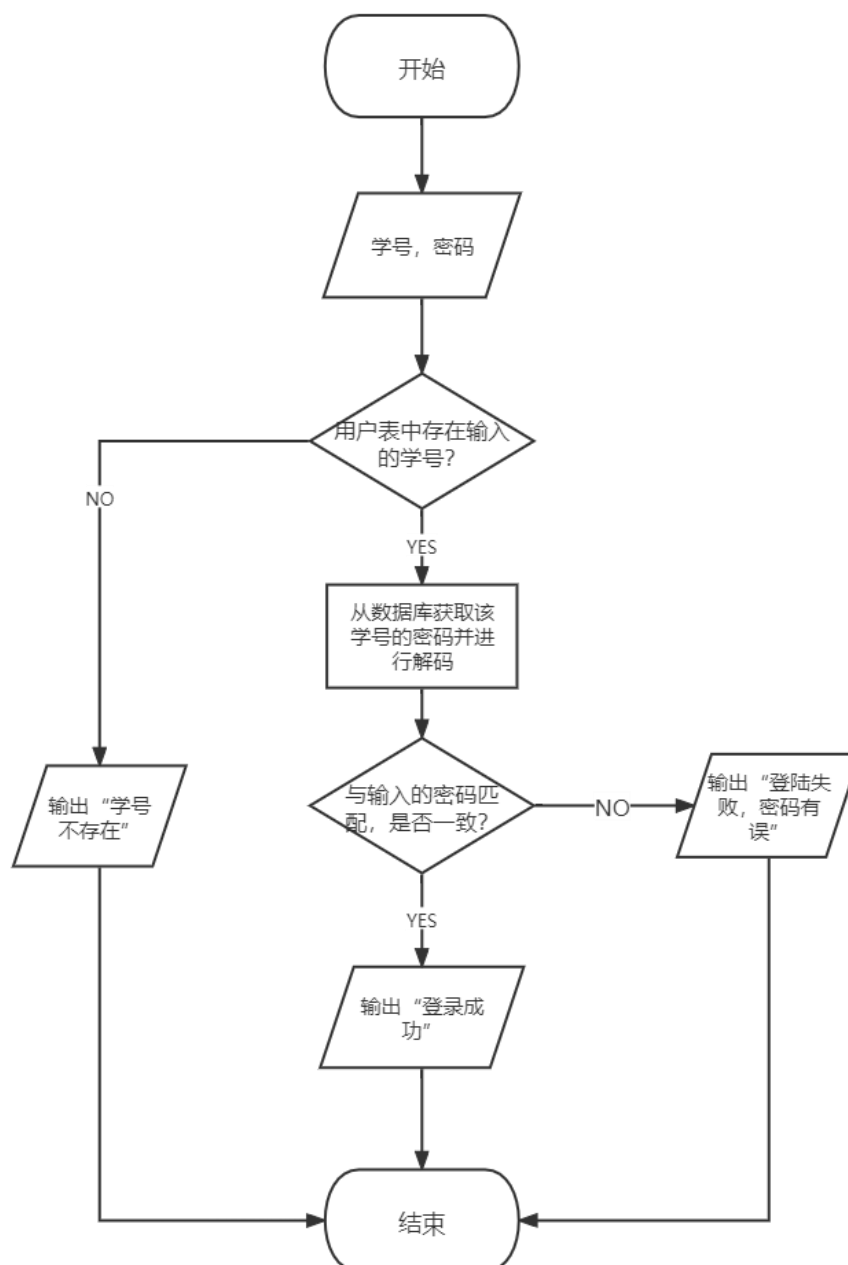 开始
学号，密码
用户表中存在输入
的学号？
NO
YES
从数据库获取该
学号的密码并进
行解码
输出“学号
不存在”
与输入的密码匹
配，是否一致？
NO
输出“登陆失
败，密码有
误”
YES
输出“登录成
功”
结束